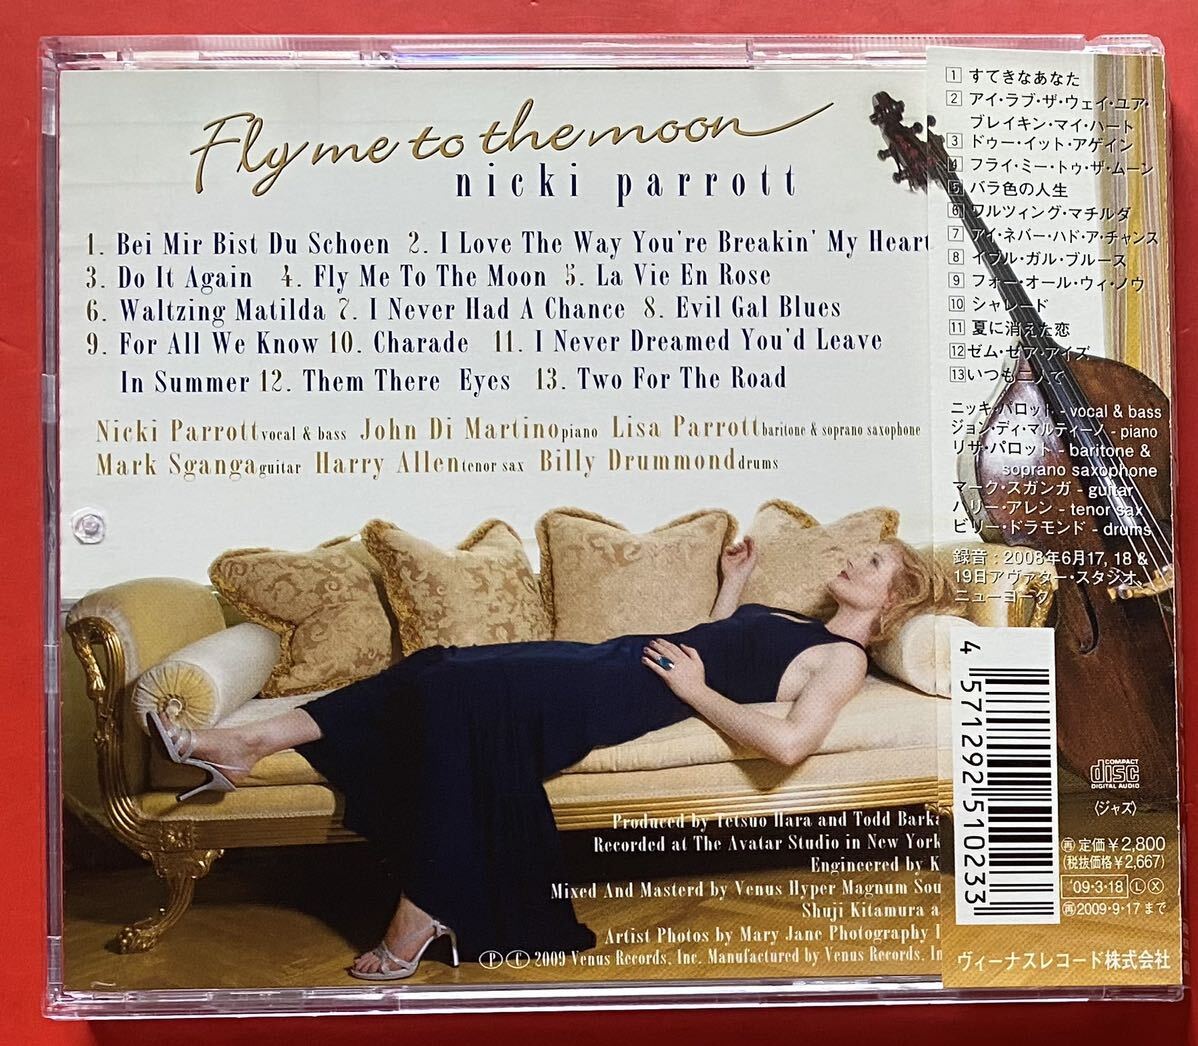 Fly me to the moon
nicki parrott
1. Bei Mir Bist Du Schoen 2. I Love The Way You're Breakin' My Heart
3. Do It Again 4. Fly Me To The Moon 5. La Vie En Rose
6. Waltzing Matilda 7. I Never Had A Chance 8. Evil Gal Blues
9. For All We Know 10. Charade 11. I Never Dreamed You'd Leave
In Summer 12. Them There Eyes 13. Two For The Road
Nicki Parrott vocal & bass John Di Martino piano Lisa Parrott baritone & soprano saxophone
Mark Sganga guitar Harry Allen tenor sax Billy Drummond drums
Produced by Tetsuo Hara and Todd Barka
Recorded at The Avatar Studio in New York
Engineered by K
Mixed And Masterd by Venus Hyper Magnum Sou
Shuji Kitamura a
Artist Photos by Mary Jane Photography I
Ⓟ Ⓒ 2009 Venus Records, Inc. Manufactured by Venus Records, In
1 すてきなあなた
2 アイ・ラブ・ザ・ウェイ・ユア・
ブレイキン・マイ・ハート
3 ドゥー・イット・アゲイン
4 フライ・ミー・トゥ・ザ・ムーン
5 バラ色の人生
6 ワルツィング・マチルダ
7 アイ・ネバー・ハド・ア・チャンス
8 イブル・ガル・ブルース
9 フォー・オール・ウィ・ノウ
10 シャレード
11 夏に消えた恋
12 ゼム・ゼア・アイズ
13 いつも二人で
ニッキ・パロット - vocal & bass
ジョン・ディ・マルティーノ - piano
リサ・パロット - baritone &
soprano saxophone
マーク・スガンガ - guitar
ハリー・アレン - tenor sax
ビリー・ドラモンド - drums
録音：2008年6月17, 18 &
19日アヴァター・スタジオ、
ニューヨーク
4 571292 510233
COMPACT
disc
DIGITAL AUDIO
〈ジャズ〉
再 定価￥2,800
(税抜価格￥2,667)
'09・3・18 Ⓛ Ⓧ
再 2009・9・17まで
ヴィーナスレコード株式会社